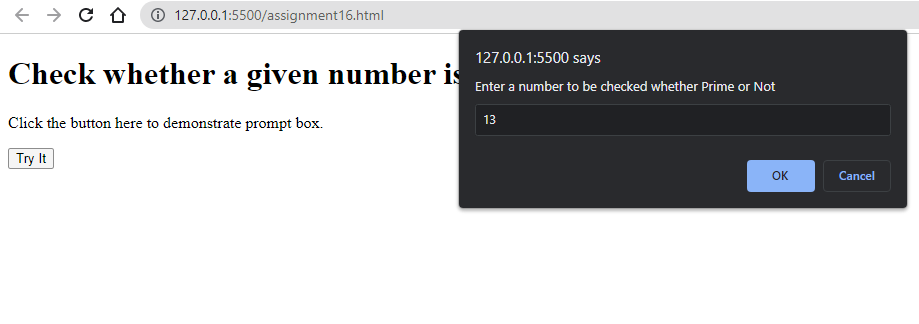 127.0.0.1:5500/assignment16.html
Check whether a given number is
Click the button here to demonstrate prompt box.
Try It
127.0.0.1:5500 says
Enter a number to be checked whether Prime or Not
13
OK
Cancel